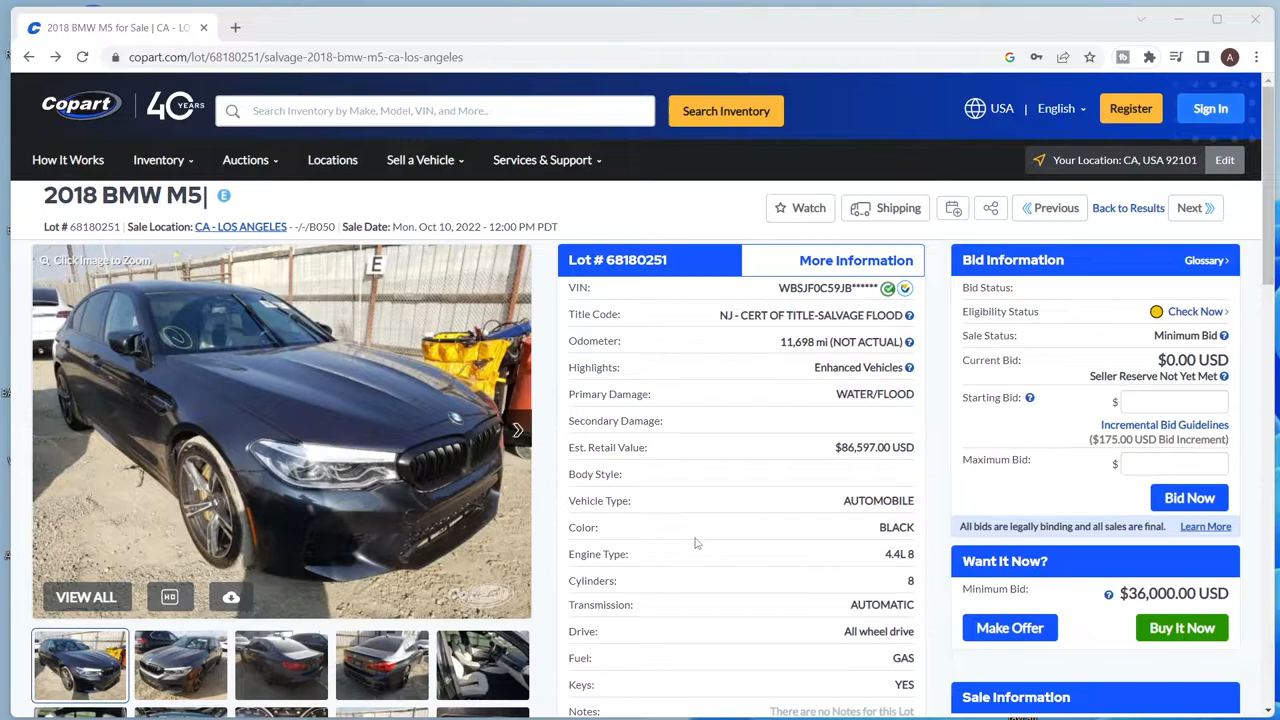 2018 BMW M5 for Sale | CA - LO
copart.com/lot/68180251/salvage-2018-bmw-m5-ca-los-angeles
A
Copart
40 YEARS
Search Inventory by Make, Model, VIN, and More...
Search Inventory
USA | English
Register
Sign In
How It Works
Inventory
Auctions
Locations
Sell a Vehicle
Services & Support
Your Location: CA, USA 92101
Edit
2018 BMW M5| E
Lot # 68180251 | Sale Location: CA - LOS ANGELES - -/-/B050 | Sale Date: Mon. Oct 10, 2022 - 12:00 PM PDT
Watch
Shipping
Previous
Back to Results
Next
Click Image to Zoom
E
VIEW ALL
HD
Copart
Lot # 68180251
More Information
VIN: WBSJF0C59JB******
Title Code: NJ - CERT OF TITLE-SALVAGE FLOOD ?
Odometer: 11,698 mi (NOT ACTUAL) ?
Highlights: Enhanced Vehicles ?
Primary Damage: WATER/FLOOD
Secondary Damage:
Est. Retail Value: $86,597.00 USD
Body Style:
Vehicle Type: AUTOMOBILE
Color: BLACK
Engine Type: 4.4L 8
Cylinders: 8
Transmission: AUTOMATIC
Drive: All wheel drive
Fuel: GAS
Keys: YES
Notes: There are no Notes for this Lot
Bid Information
Glossary
Bid Status:
Eligibility Status Check Now
Sale Status: Minimum Bid ?
Current Bid: $0.00 USD
Seller Reserve Not Yet Met ?
Starting Bid: ? $
Incremental Bid Guidelines
($175.00 USD Bid Increment)
Maximum Bid: $
Bid Now
All bids are legally binding and all sales are final. Learn More
Want It Now?
Minimum Bid: ? $36,000.00 USD
Make Offer
Buy It Now
Sale Information